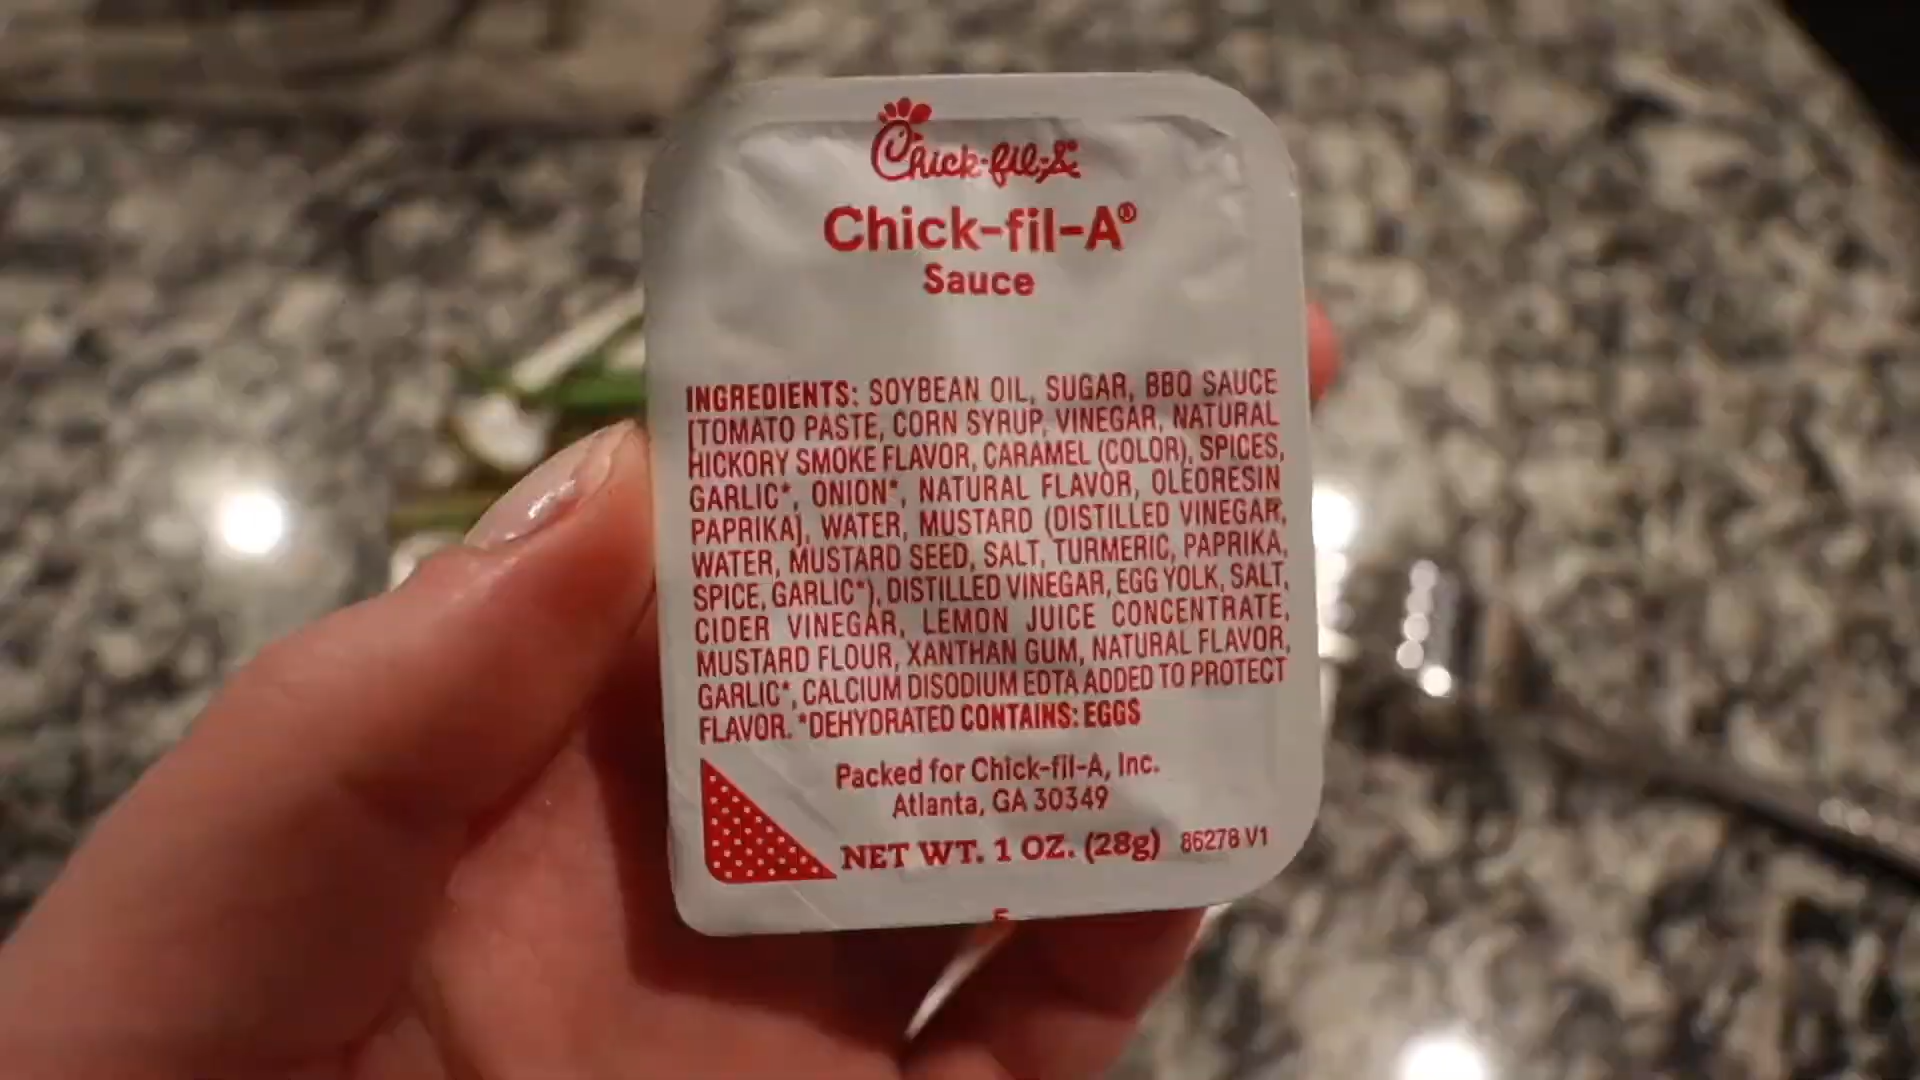 Chick-fil-A
Chick-fil-A®
Sauce
INGREDIENTS: SOYBEAN OIL, SUGAR, BBQ SAUCE
[TOMATO PASTE, CORN SYRUP, VINEGAR, NATURAL
HICKORY SMOKE FLAVOR, CARAMEL (COLOR), SPICES,
GARLIC*, ONION*, NATURAL FLAVOR, OLEORESIN
PAPRIKA], WATER, MUSTARD (DISTILLED VINEGAR,
WATER, MUSTARD SEED, SALT, TURMERIC, PAPRIKA,
SPICE, GARLIC*), DISTILLED VINEGAR, EGG YOLK, SALT,
CIDER VINEGAR, LEMON JUICE CONCENTRATE,
MUSTARD FLOUR, XANTHAN GUM, NATURAL FLAVOR,
GARLIC*, CALCIUM DISODIUM EDTA ADDED TO PROTECT
FLAVOR. *DEHYDRATED CONTAINS: EGGS
Packed for Chick-fil-A, Inc.
Atlanta, GA 30349
NET WT. 1 OZ. (28g) 86278 V1